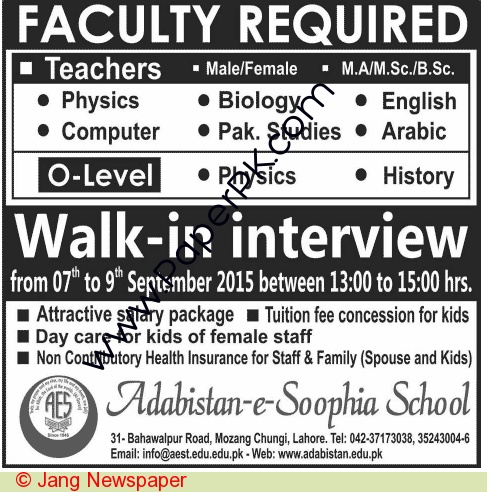 FACULTY REQUIRED
▪ Teachers ▪ Male/Female ▪ M.A/M.Sc./B.Sc.
• Physics • Biology • English
• Computer • Pak. Studies • Arabic
O-Level • Physics • History
Walk-in interview
from 07th to 9th September 2015 between 13:00 to 15:00 hrs.
■ Attractive salary package ■ Tuition fee concession for kids
■ Day care for kids of female staff
■ Non Contributory Health Insurance for Staff & Family (Spouse and Kids)
AES
Since 1946
Adabistan-e-Soophia School
31- Bahawalpur Road, Mozang Chungi, Lahore. Tel: 042-37173038, 35243004-6
Email: info@aest.edu.edu.pk - Web: www.adabistan.edu.pk
www.PaperPk.com
© Jang Newspaper